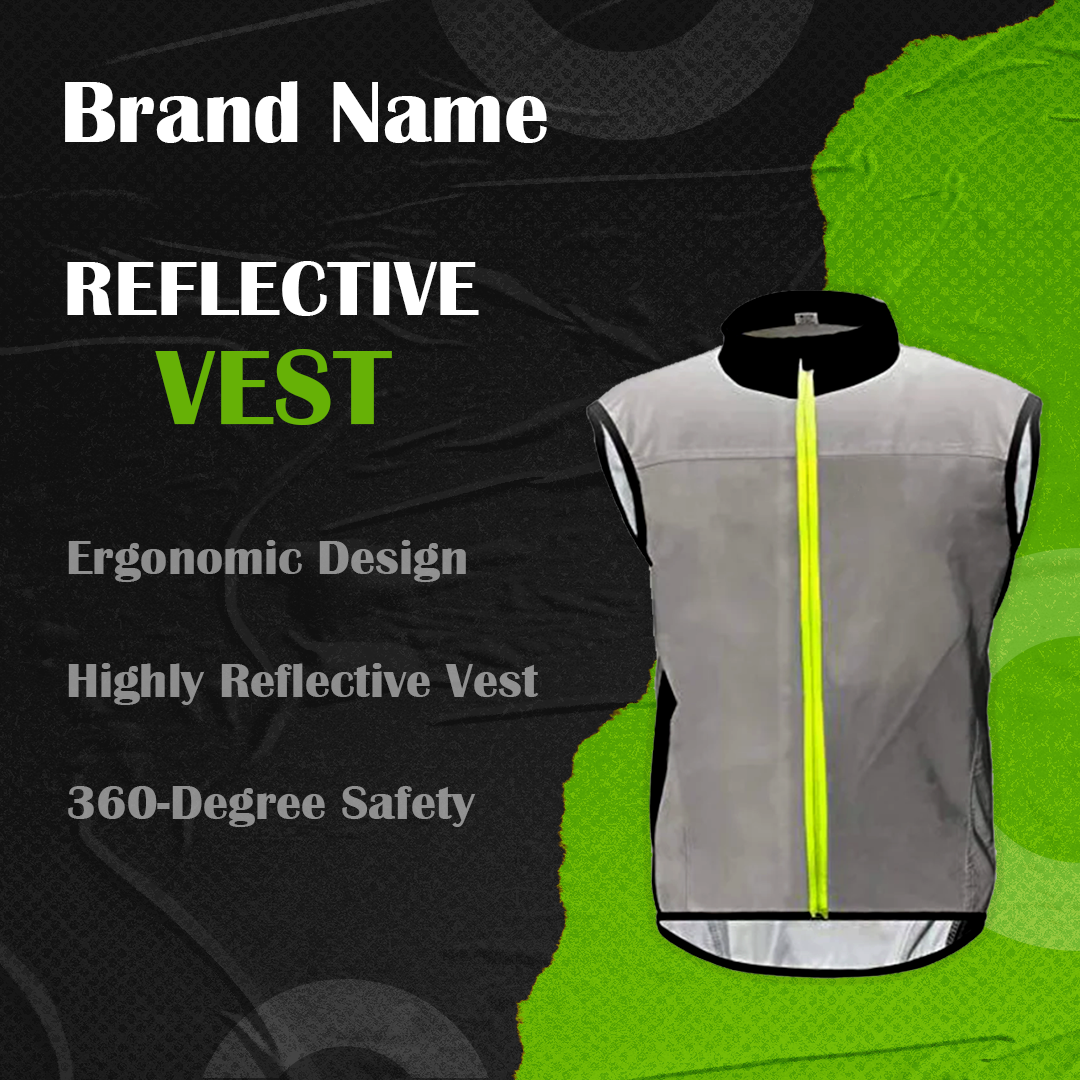 Brand Name
REFLECTIVE
VEST
Ergonomic Design
Highly Reflective Vest
360-Degree Safety